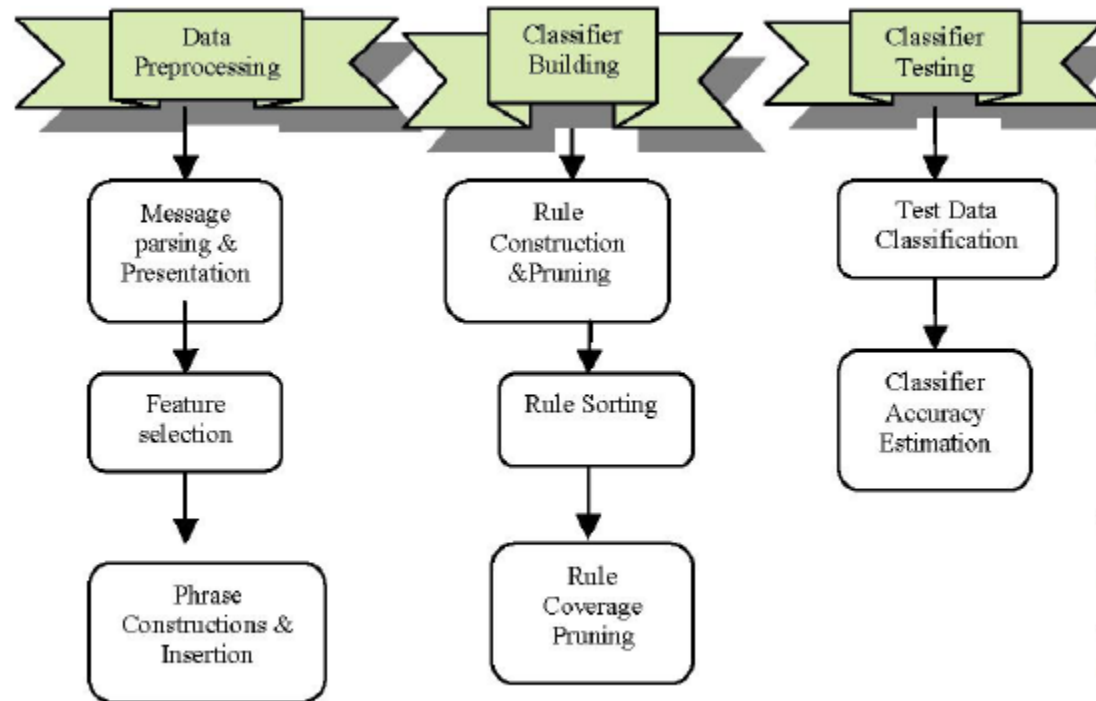 Data
Preprocessing
Message
parsing &
Presentation
Feature
selection
Phrase
Constructions &
Insertion
Classifier
Building
Rule
Construction
&Pruning
Rule Sorting
Rule
Coverage
Pruning
Classifier
Testing
Test Data
Classification
Classifier
Accuracy
Estimation